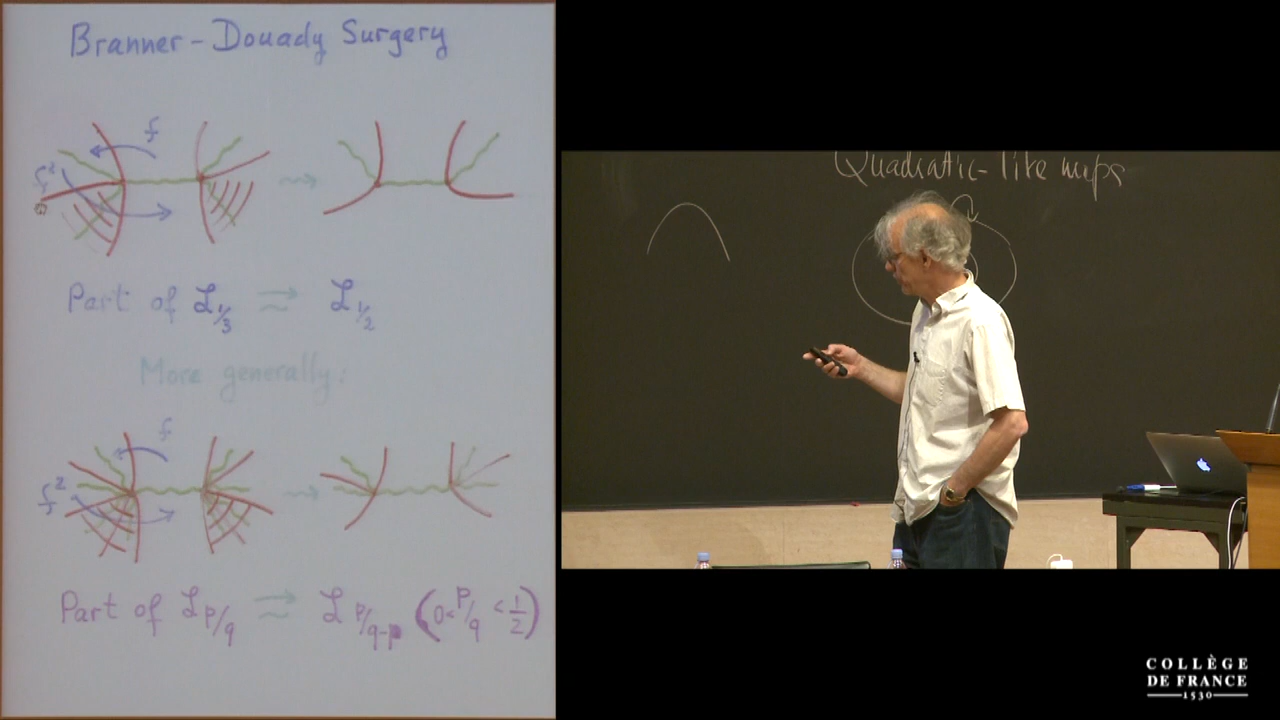 Branner-Douady Surgery
f
f²
Part of ℒ₁/₃ ⇝≈ ℒ₁/₂
More generally:
f
f²
Part of ℒp/q ⇝≈ ℒp/q-p (0<p/q<1/2)
Quadratic-like maps
COLLÈGE
DE FRANCE
1530